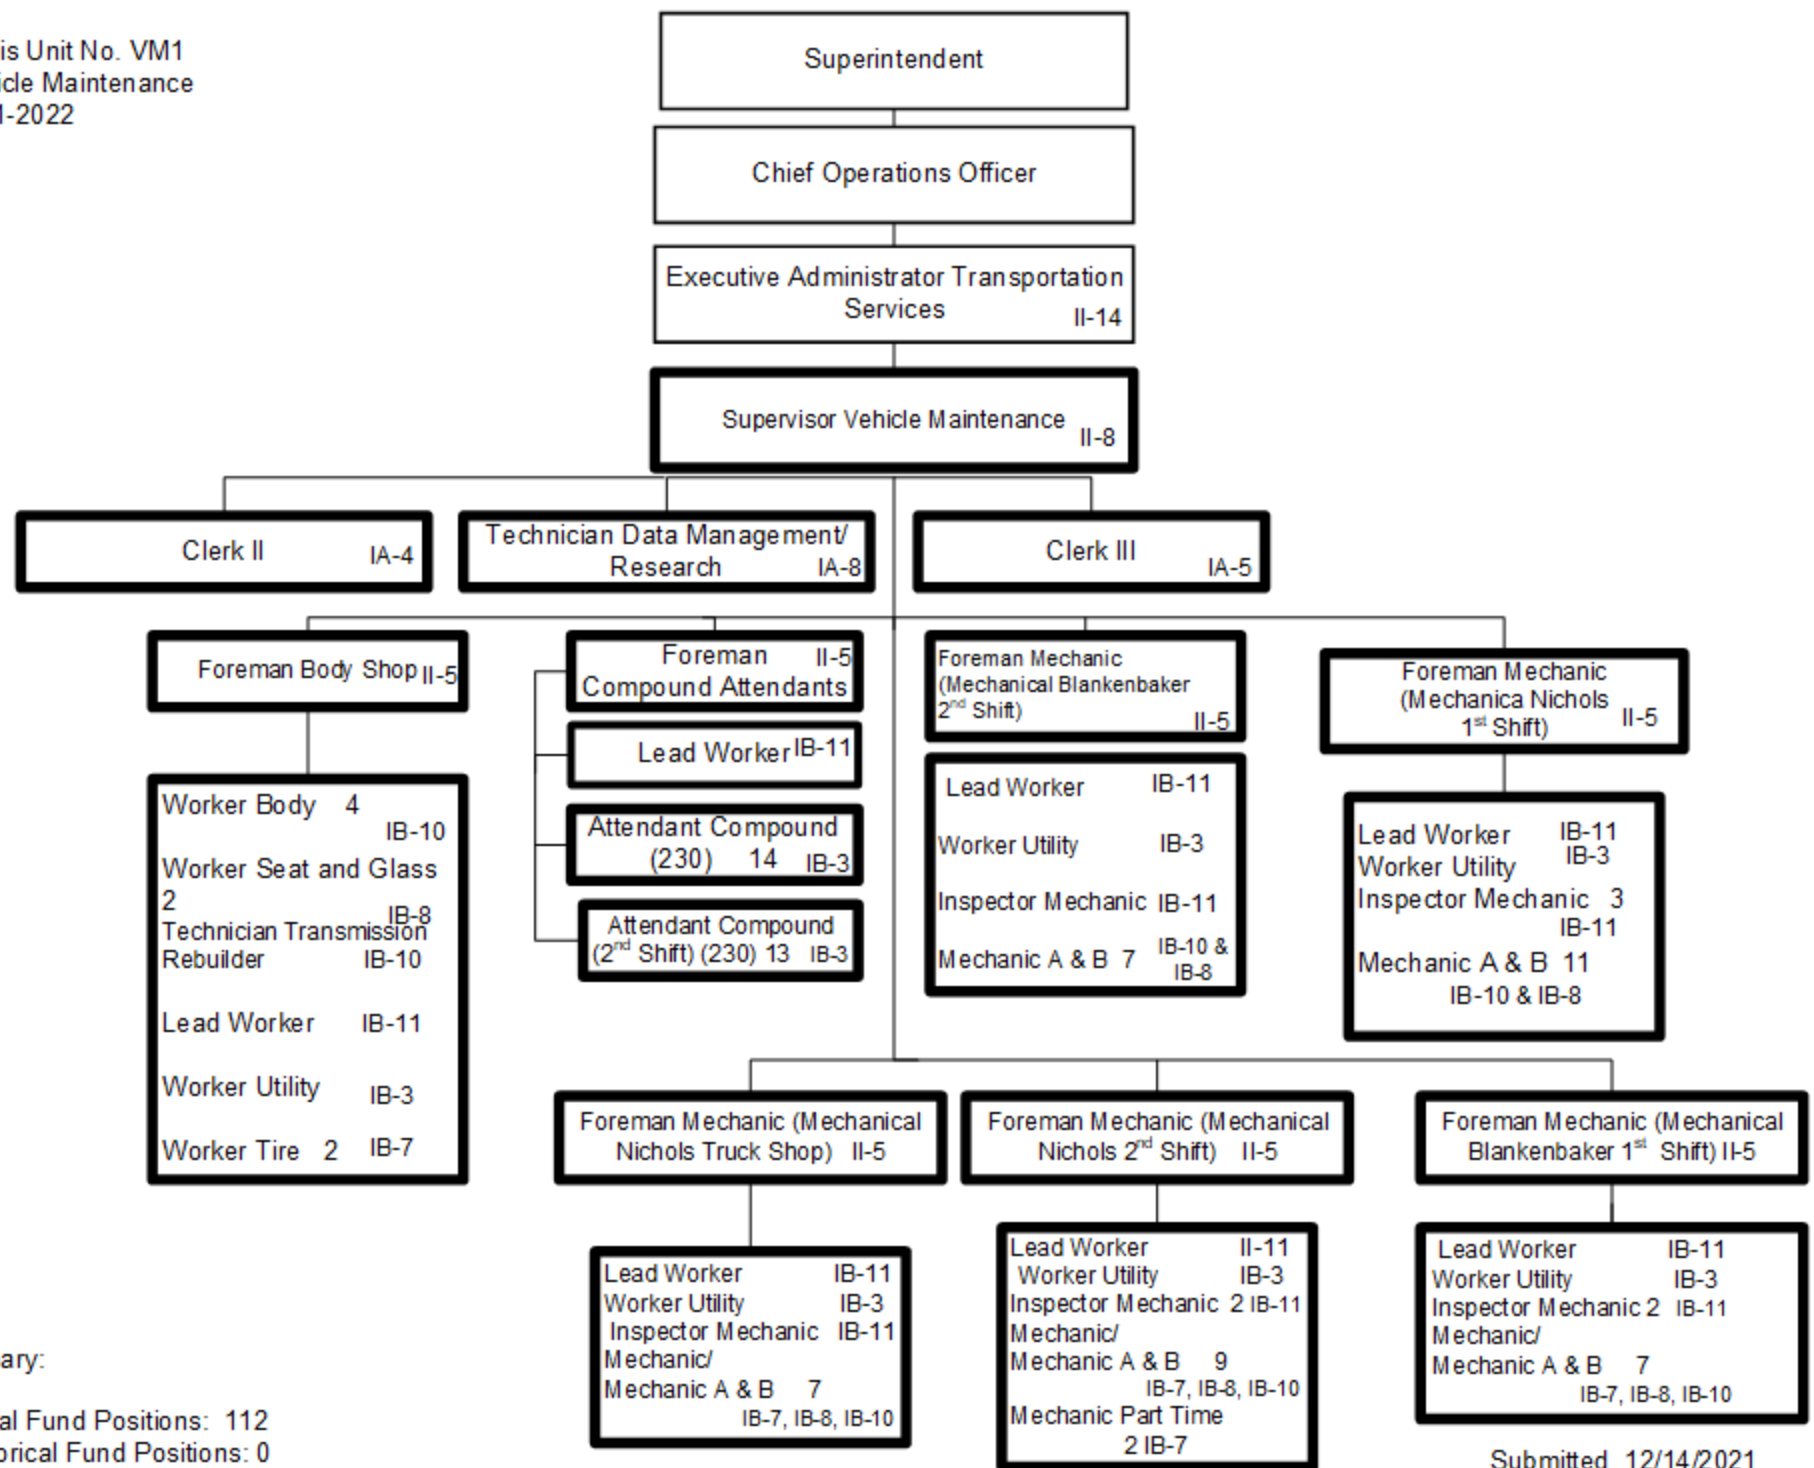 is Unit No. VM1
icle Maintenance
-2022
Superintendent
Chief Operations Officer
Executive Administrator Transportation
Services II-14
Supervisor Vehicle Maintenance II-8
Clerk II IA-4
Technician Data Management/
Research IA-8
Clerk III IA-5
Foreman Body Shop II-5
Worker Body 4
IB-10
Worker Seat and Glass
2
IB-8
Technician Transmission
Rebuilder IB-10
Lead Worker IB-11
Worker Utility IB-3
Worker Tire 2 IB-7
Foreman II-5
Compound Attendants
Lead Worker IB-11
Attendant Compound
(230) 14 IB-3
Attendant Compound
(2nd Shift) (230) 13 IB-3
Foreman Mechanic
(Mechanical Blankenbaker
2nd Shift)
II-5
Lead Worker IB-11
Worker Utility IB-3
Inspector Mechanic IB-11
Mechanic A & B 7 IB-10 &
IB-8
Foreman Mechanic
(Mechanica Nichols
1st Shift) II-5
Lead Worker IB-11
Worker Utility IB-3
Inspector Mechanic 3
IB-11
Mechanic A & B 11
IB-10 & IB-8
Foreman Mechanic (Mechanical
Nichols Truck Shop) II-5
Lead Worker IB-11
Worker Utility IB-3
Inspector Mechanic IB-11
Mechanic/
Mechanic A & B 7
IB-7, IB-8, IB-10
Foreman Mechanic (Mechanical
Nichols 2nd Shift) II-5
Lead Worker II-11
Worker Utility IB-3
Inspector Mechanic 2 IB-11
Mechanic/
Mechanic A & B 9
IB-7, IB-8, IB-10
Mechanic Part Time
2 IB-7
Foreman Mechanic (Mechanical
Blankenbaker 1st Shift) II-5
Lead Worker IB-11
Worker Utility IB-3
Inspector Mechanic 2 IB-11
Mechanic/
Mechanic A & B 7
IB-7, IB-8, IB-10
ary:
al Fund Positions: 112
orical Fund Positions: 0
Submitted 12/14/2021